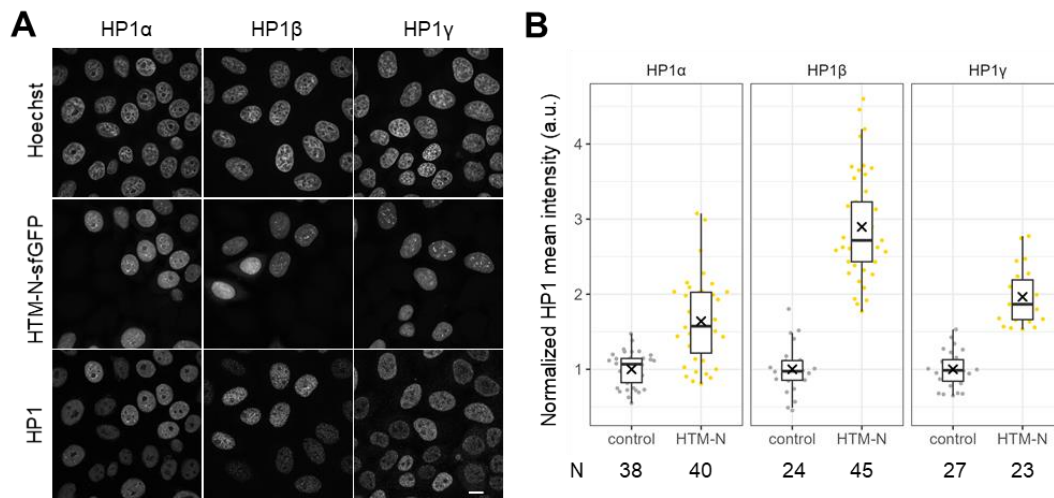 A
HP1α HP1β HP1γ
Hoechst
HTM-N-sfGFP
HP1
B
HP1α HP1β HP1γ
Normalized HP1 mean intensity (a.u.)
4
3
2
1
control HTM-N control HTM-N control HTM-N
N 38 40 24 45 27 23